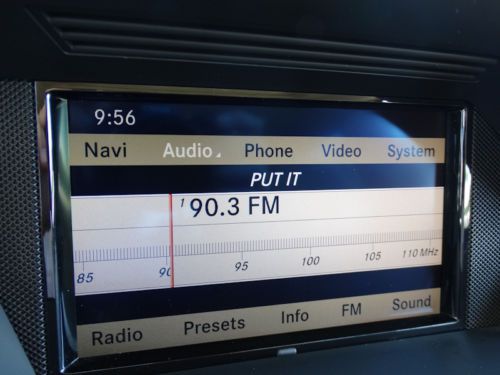 9:56
Navi Audio Phone Video System
PUT IT
1 90.3 FM
85 90 95 100 105 110 MHz
Radio Presets Info FM Sound